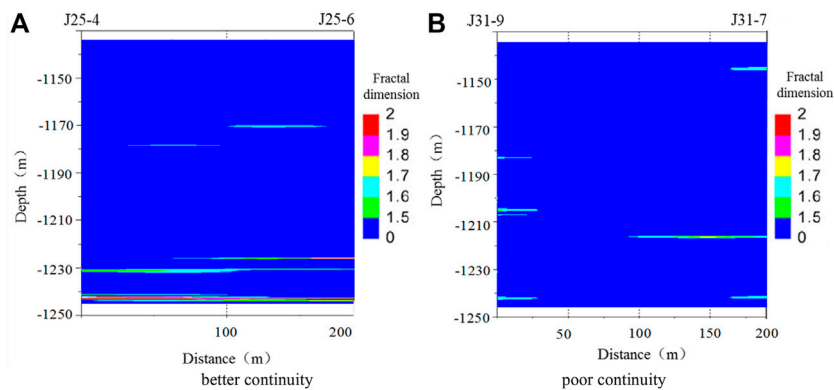 A
J25-4
J25-6
Depth（m）
-1150
-1170
-1190
-1210
-1230
-1250
100
200
Distance（m）
better continuity
Fractal
dimension
2
1.9
1.8
1.7
1.6
1.5
0
B
J31-9
J31-7
Depth（m）
-1130
-1150
-1170
-1190
-1219
-1230
-1250
50
100
150
200
Distance（m）
poor continuity
Fractal
dimension
2
1.9
1.8
1.7
1.6
1.5
0